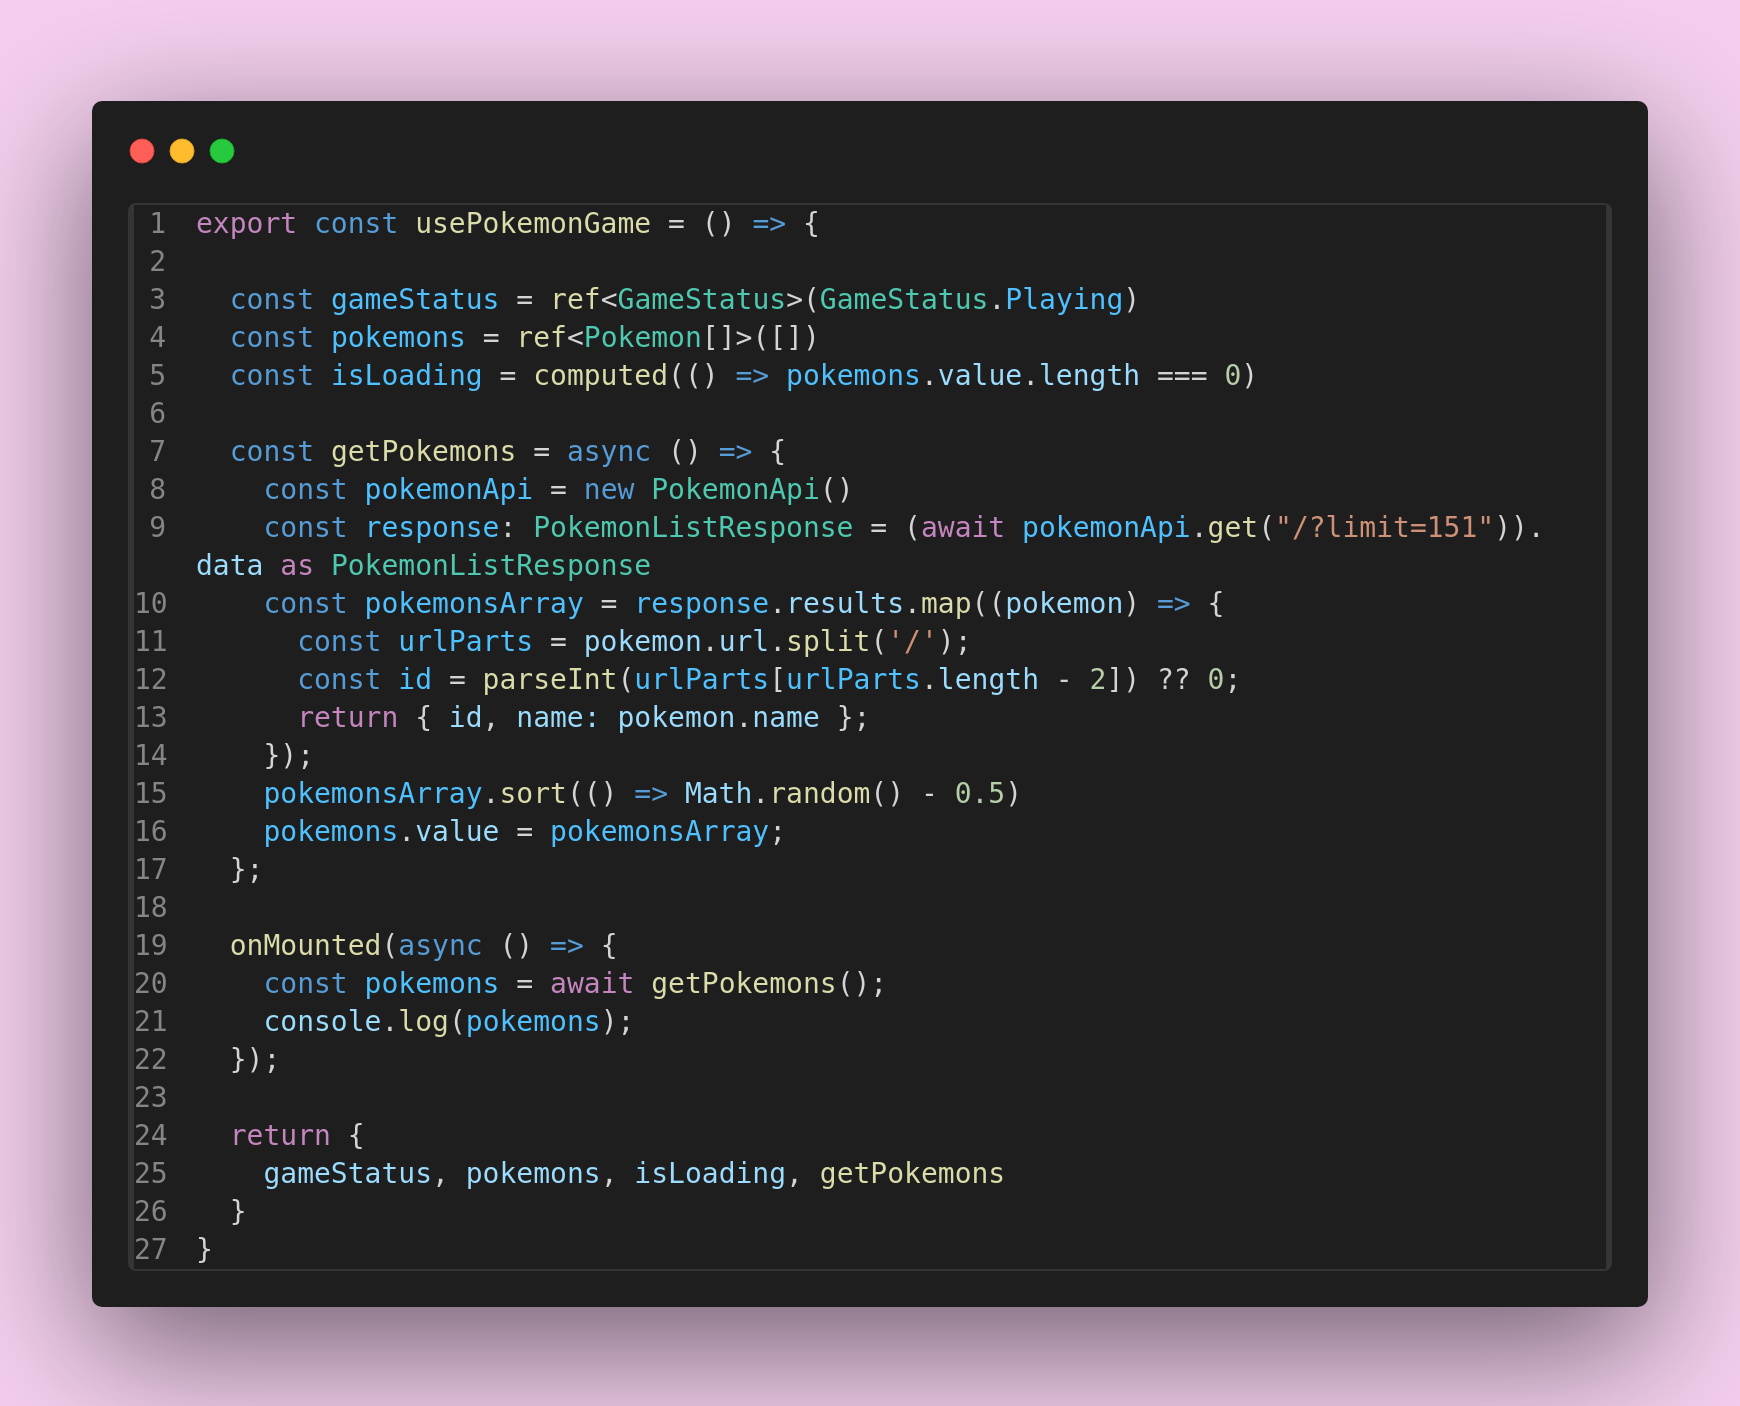 1 export const usePokemonGame = () => {
2
3   const gameStatus = ref<GameStatus>(GameStatus.Playing)
4   const pokemons = ref<Pokemon[]>([])
5   const isLoading = computed(() => pokemons.value.length === 0)
6
7   const getPokemons = async () => {
8     const pokemonApi = new PokemonApi()
9     const response: PokemonListResponse = (await pokemonApi.get("/?limit=151")).
data as PokemonListResponse
10     const pokemonsArray = response.results.map((pokemon) => {
11       const urlParts = pokemon.url.split('/');
12       const id = parseInt(urlParts[urlParts.length - 2]) ?? 0;
13       return { id, name: pokemon.name };
14     });
15     pokemonsArray.sort(() => Math.random() - 0.5)
16     pokemons.value = pokemonsArray;
17   };
18
19   onMounted(async () => {
20     const pokemons = await getPokemons();
21     console.log(pokemons);
22   });
23
24   return {
25     gameStatus, pokemons, isLoading, getPokemons
26   }
27 }